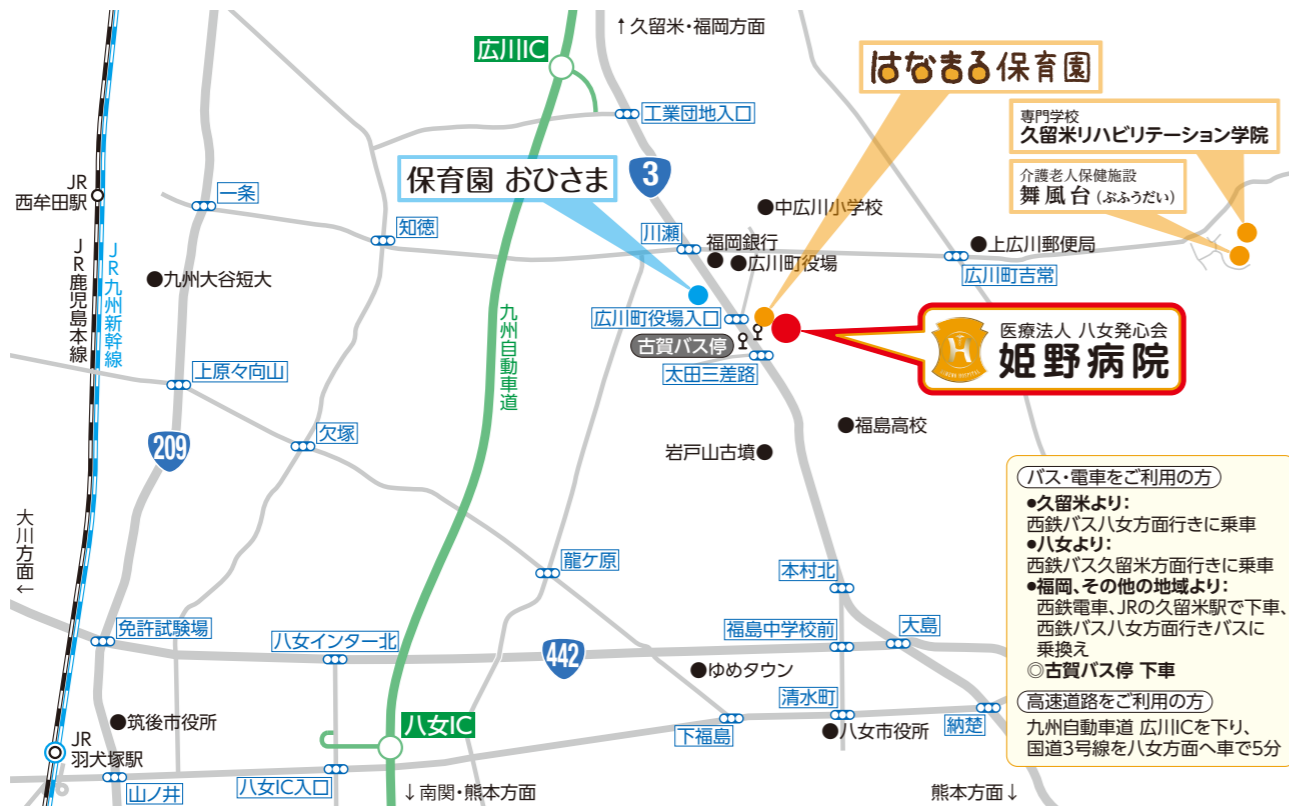 ↑久留米・福岡方面
広川IC
はなまる保育園
工業団地入口
専門学校
久留米リハビリテーション学院
介護老人保健施設
舞風台(ぶふうだい)
保育園 おひさま
3
JR
西牟田駅
一条
中広川小学校
知徳
川瀬
福岡銀行
広川町役場
上広川郵便局
広川町吉常
JR鹿児島本線
JR九州新幹線
九州大谷短大
九州自動車道
広川町役場入口
古賀バス停
太田三差路
医療法人 八女発心会
姫野病院
H
上原々向山
欠塚
209
福島高校
岩戸山古墳
大川方面←
龍ケ原
本村北
免許試験場
八女インター北
442
福島中学校前
大島
ゆめタウン
清水町
納楚
筑後市役所
八女IC
下福島
八女市役所
JR
羽犬塚駅
山ノ井
八女IC入口
↓南関・熊本方面
熊本方面↓
バス・電車をご利用の方
●久留米より:
西鉄バス八女方面行きに乗車
●八女より:
西鉄バス久留米方面行きに乗車
●福岡、その他の地域より:
西鉄電車、JRの久留米駅で下車、
西鉄バス八女方面行きバスに
乗換え
◎古賀バス停 下車
高速道路をご利用の方
九州自動車道 広川ICを下り、
国道3号線を八女方面へ車で5分